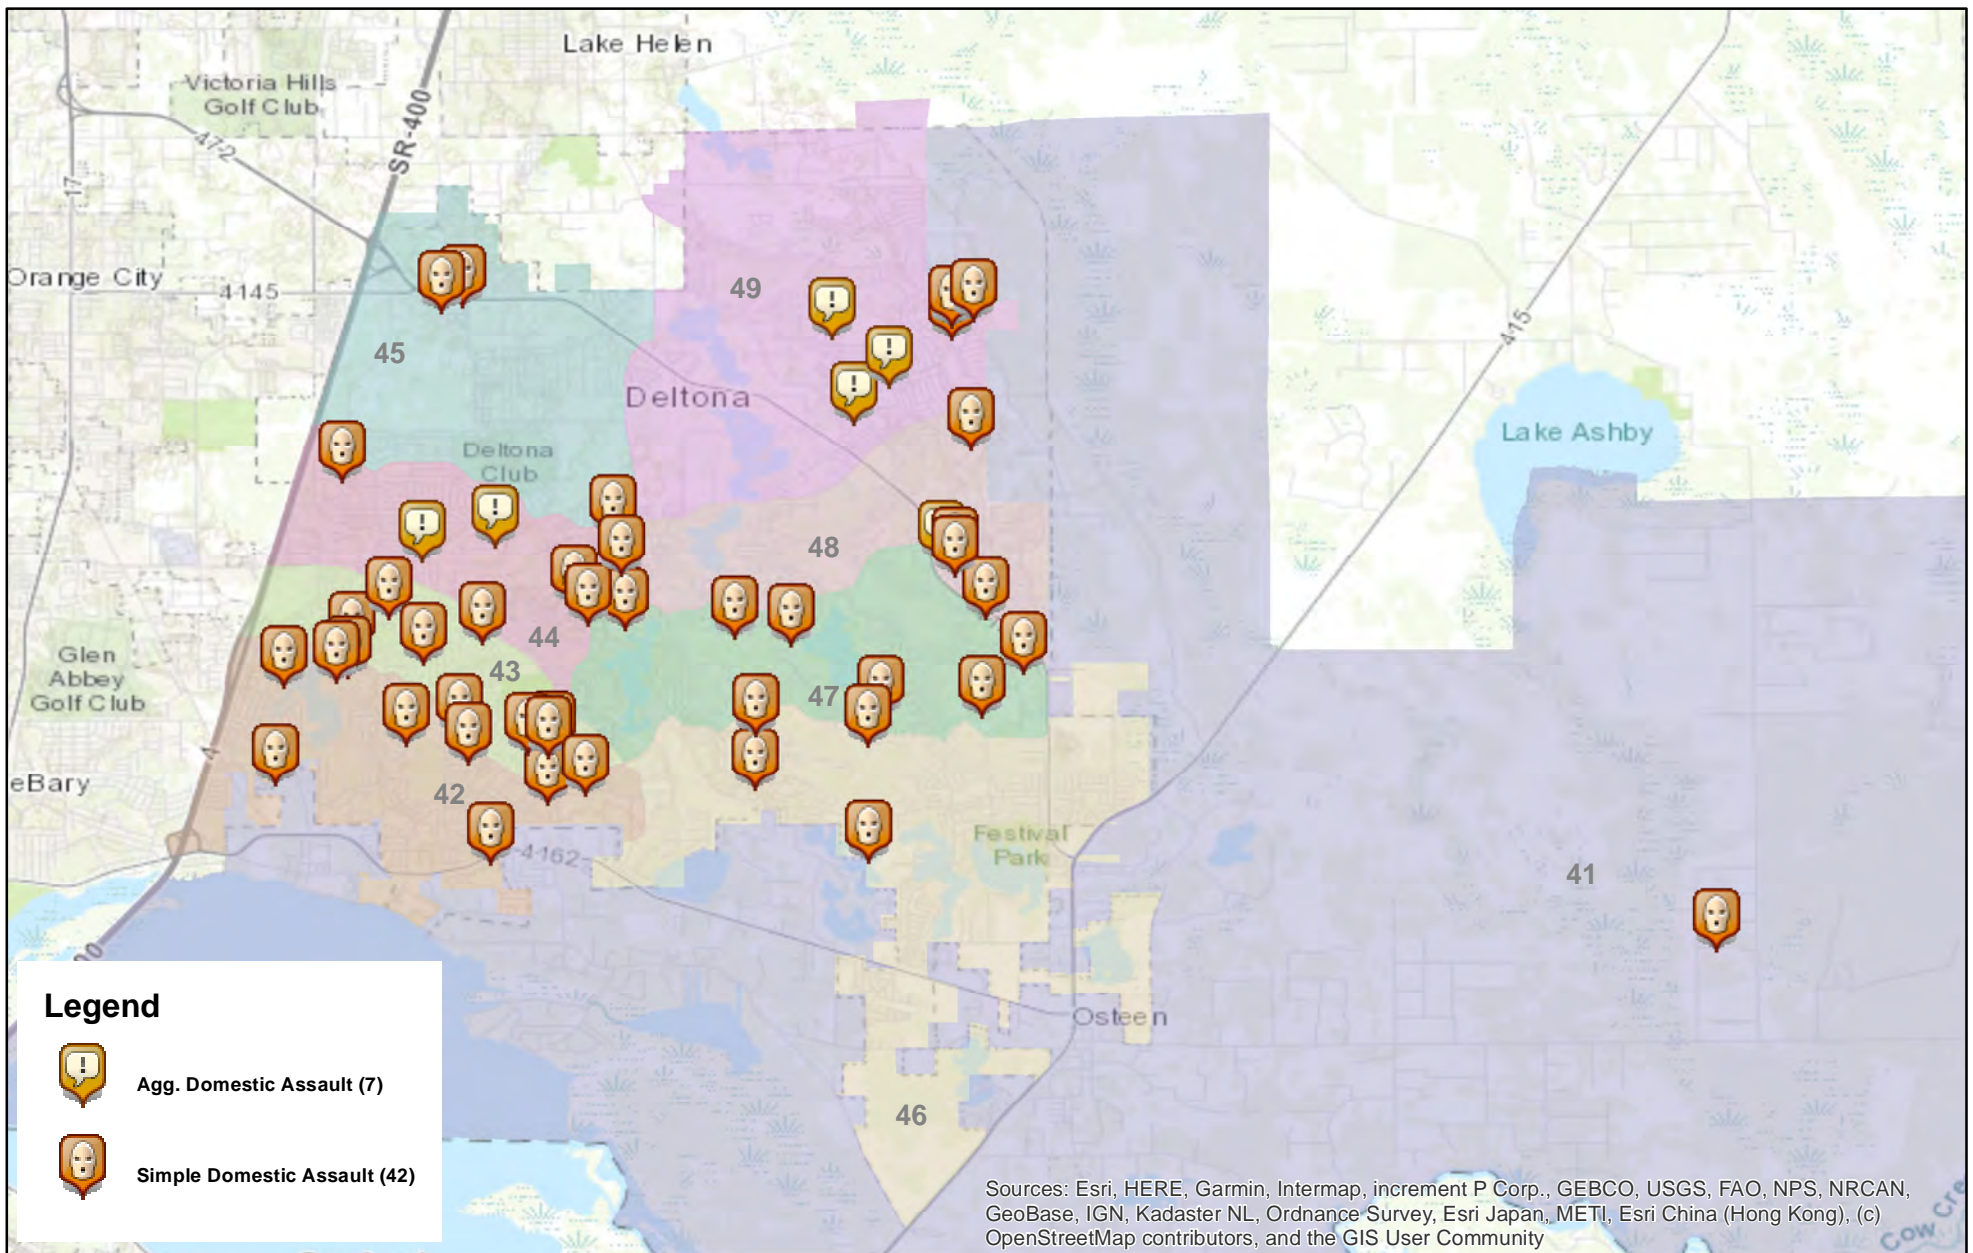 Lake Helen
Victoria Hills
Golf Club
SR-400
472
17
Orange City
4145
49
45
415
Deltona
Lake Ashby
Deltona
Club
48
44
Glen
Abbey
Golf Club
43
47
4
eBary
42
4162
Festival
Park
41
00
Osteen
46
Legend
!
Agg. Domestic Assault (7)
Simple Domestic Assault (42)
Sources: Esri, HERE, Garmin, Intermap, increment P Corp., GEBCO, USGS, FAO, NPS, NRCAN,
GeoBase, IGN, Kadaster NL, Ordnance Survey, Esri Japan, METI, Esri China (Hong Kong), (c)
OpenStreetMap contributors, and the GIS User Community
Cow Cre